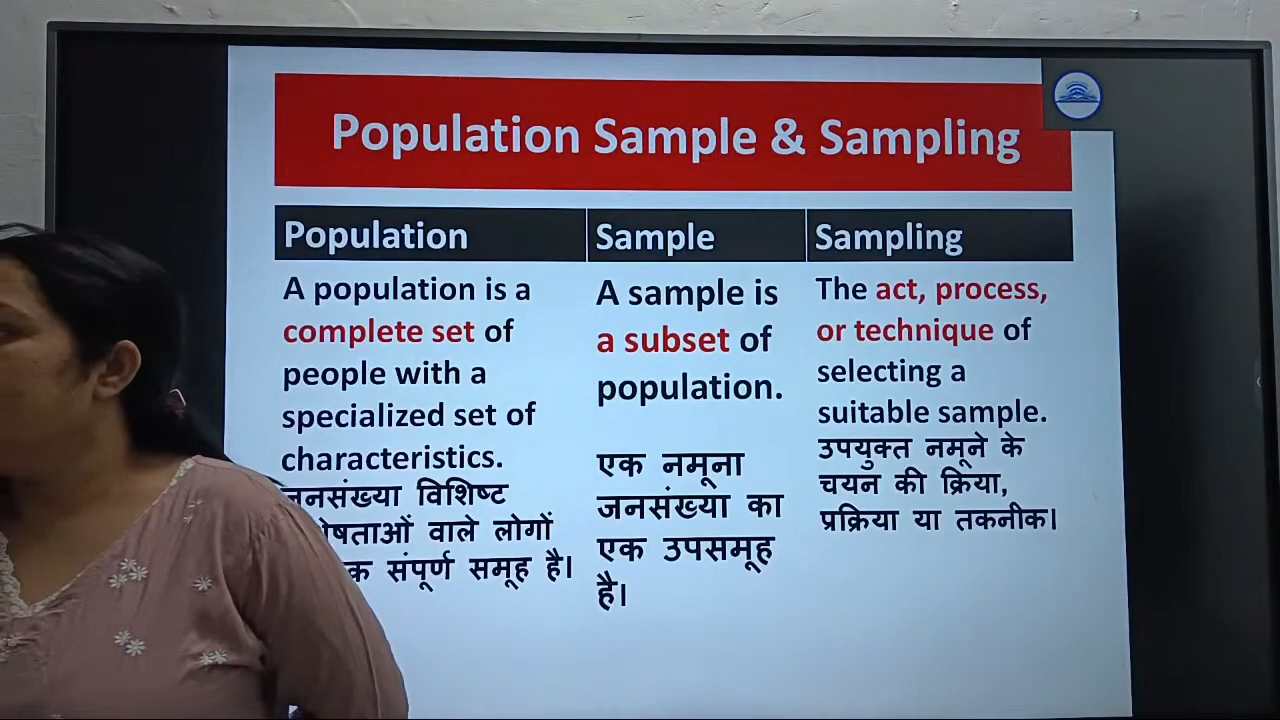 Population Sample & Sampling
Population
A population is a
complete set of
people with a
specialized set of
characteristics.
जनसंख्या विशिष्ट
वाले लोगों
संपूर्ण समूह है।
Sample
A sample is
a subset of
population.
एक नमूना
जनसंख्या का
एक उपसमूह
है।
Sampling
The act, process,
or technique of
selecting a
suitable sample.
उपयुक्त नमूने के
चयन की क्रिया,
प्रक्रिया या तकनीक।